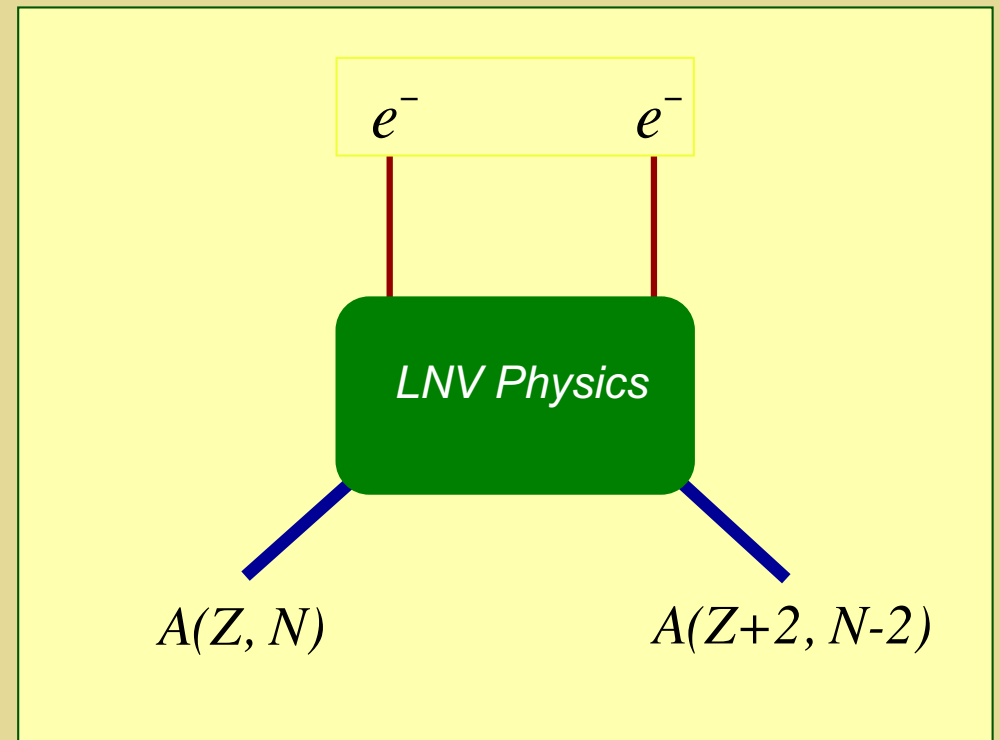 e⁻ e⁻
LNV Physics
A(Z, N) A(Z+2, N-2)